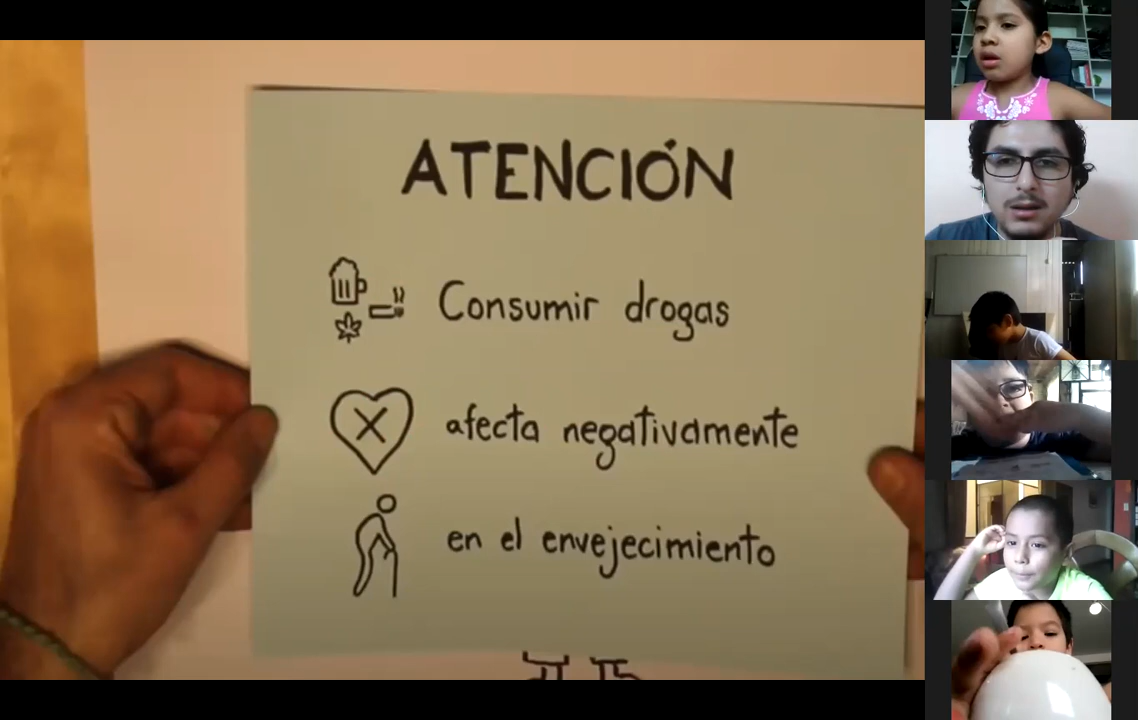 ATENCIÓN
Consumir drogas
afecta negativamente
en el envejecimiento